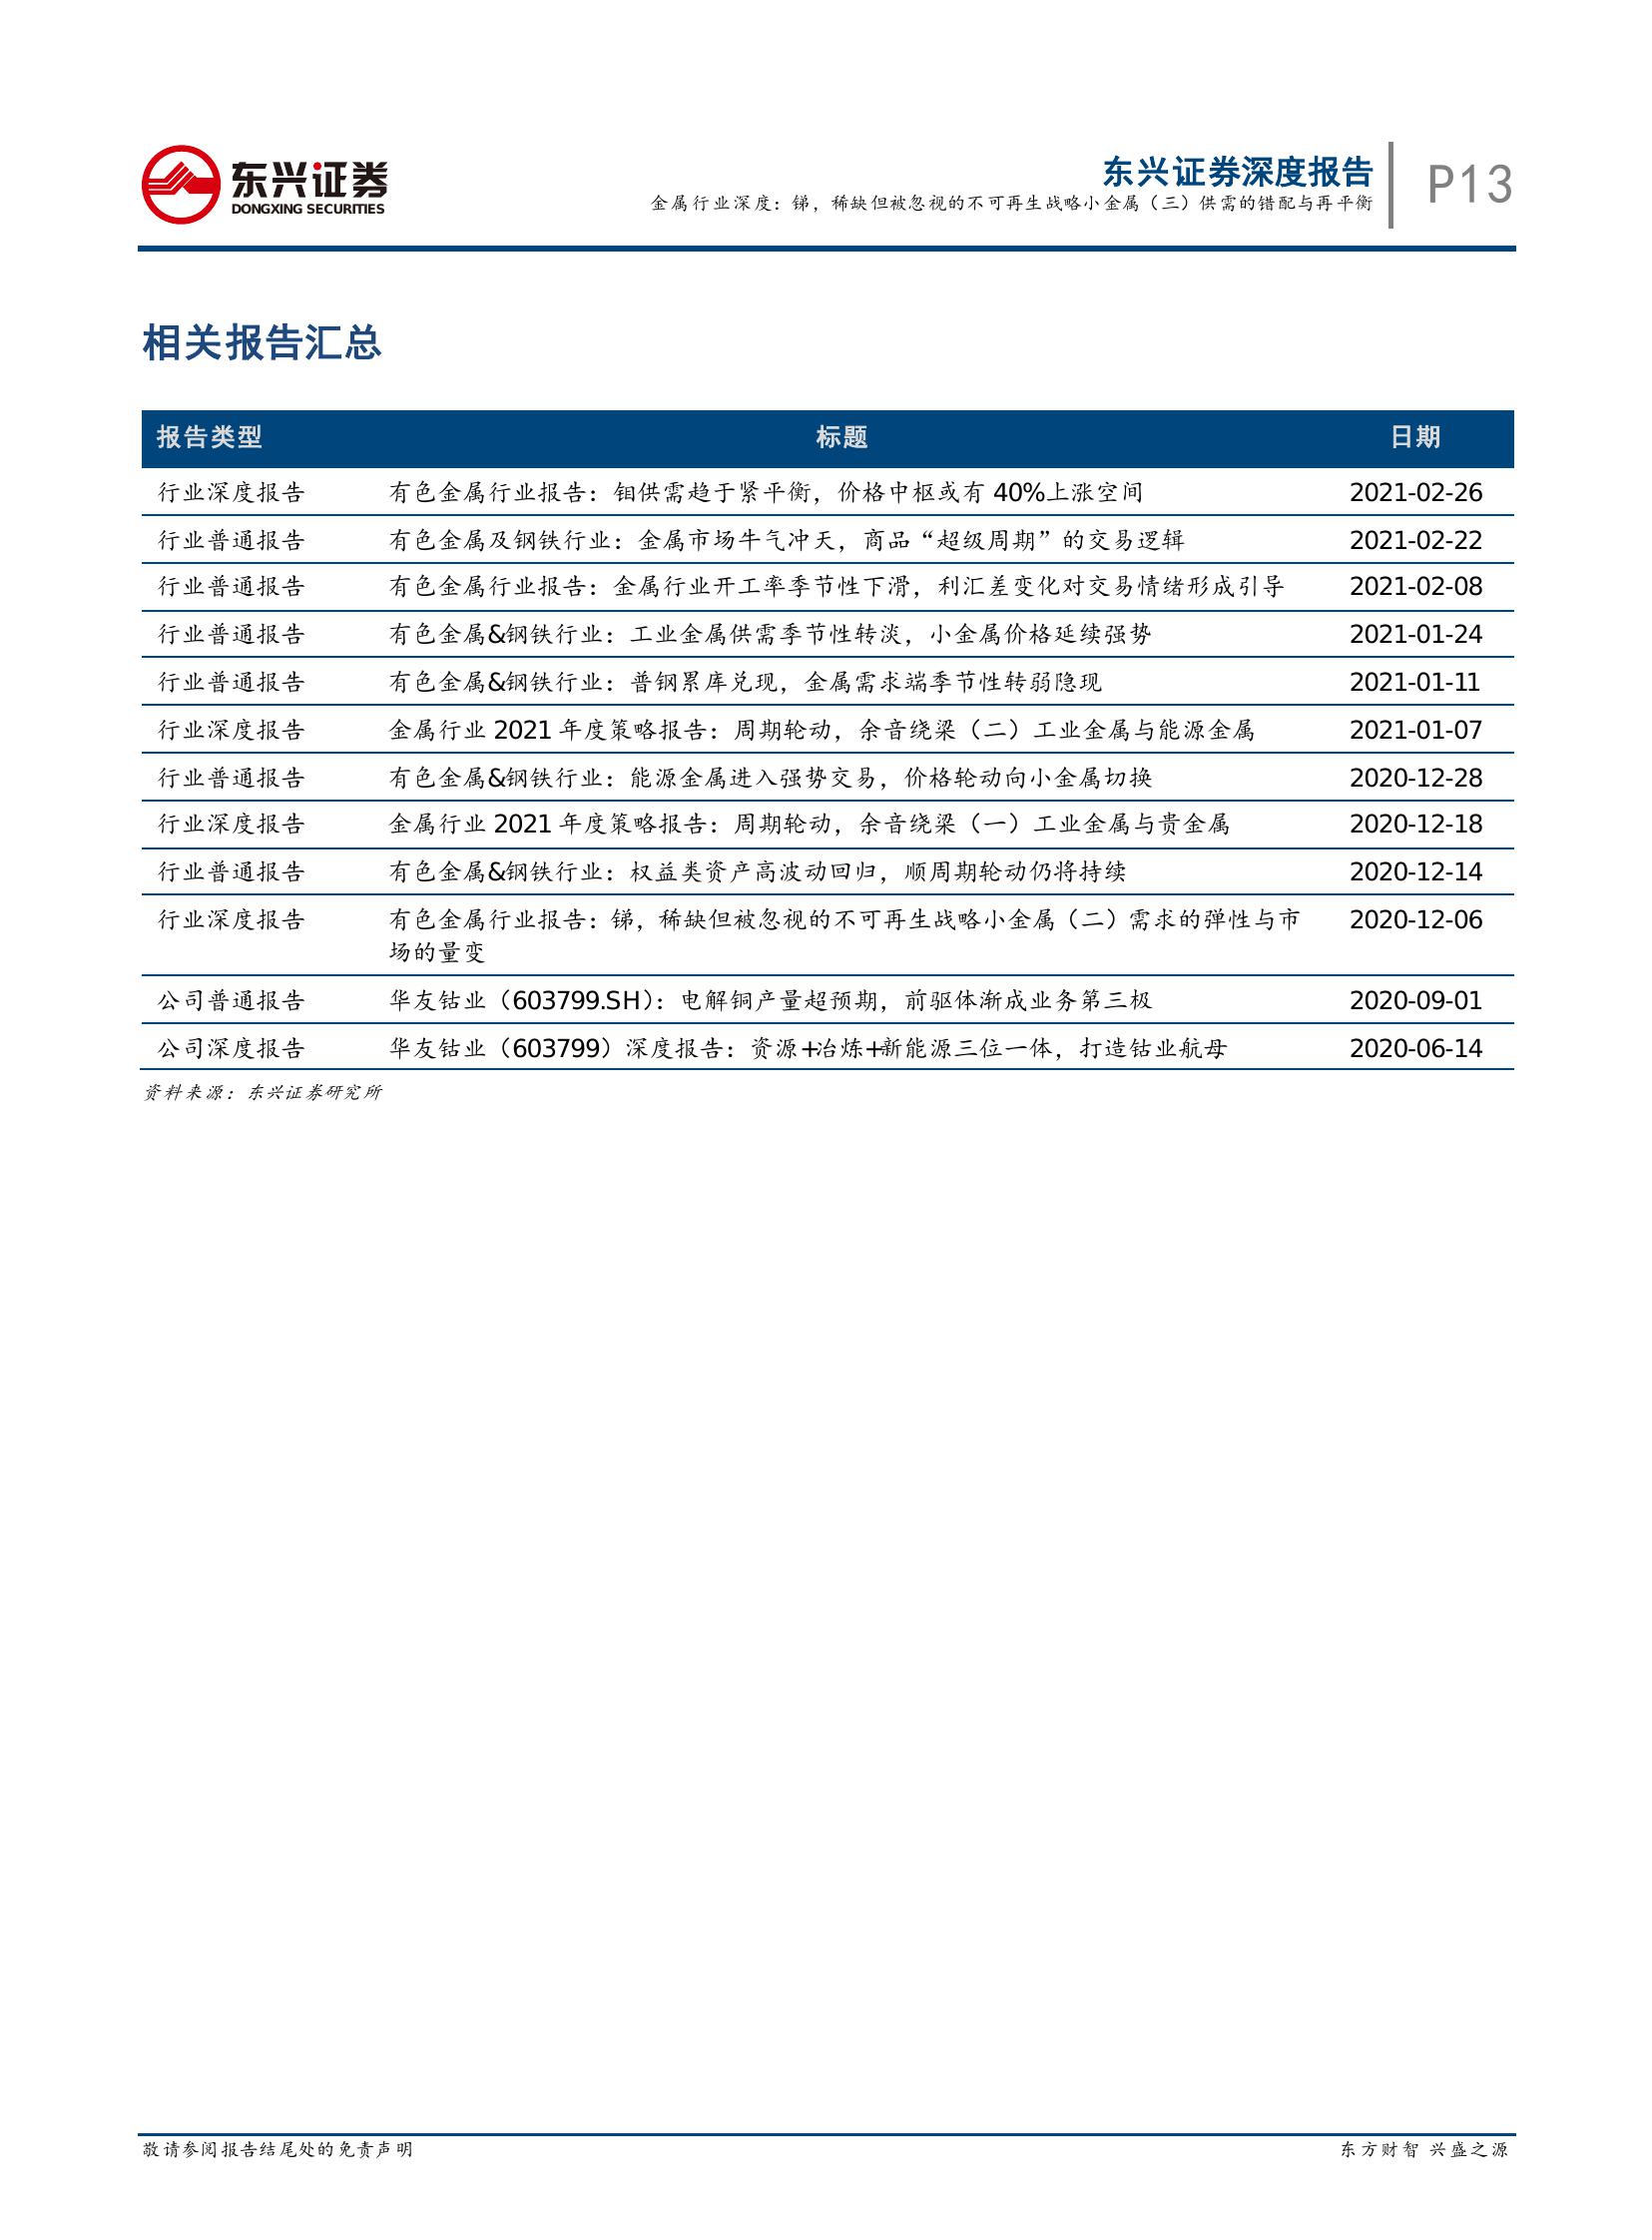 东兴证券
DONGXING SECURITIES
东兴证券深度报告
金属行业深度：锑，稀缺但被忽视的不可再生战略小金属（三）供需的错配与再平衡
P13
相关报告汇总
报告类型 标题 日期
行业深度报告 有色金属行业报告：钼供需趋于紧平衡，价格中枢或有 40%上涨空间 2021-02-26
行业普通报告 有色金属及钢铁行业：金属市场牛气冲天，商品“超级周期”的交易逻辑 2021-02-22
行业普通报告 有色金属行业报告：金属行业开工率季节性下滑，利汇差变化对交易情绪形成引导 2021-02-08
行业普通报告 有色金属&钢铁行业：工业金属供需季节性转淡，小金属价格延续强势 2021-01-24
行业普通报告 有色金属&钢铁行业：普钢累库兑现，金属需求端季节性转弱隐现 2021-01-11
行业深度报告 金属行业 2021 年度策略报告：周期轮动，余音绕梁（二）工业金属与能源金属 2021-01-07
行业普通报告 有色金属&钢铁行业：能源金属进入强势交易，价格轮动向小金属切换 2020-12-28
行业深度报告 金属行业 2021 年度策略报告：周期轮动，余音绕梁（一）工业金属与贵金属 2020-12-18
行业普通报告 有色金属&钢铁行业：权益类资产高波动回归，顺周期轮动仍将持续 2020-12-14
行业深度报告 有色金属行业报告：锑，稀缺但被忽视的不可再生战略小金属（二）需求的弹性与市 2020-12-06
场的量变
公司普通报告 华友钴业（603799.SH）：电解铜产量超预期，前驱体渐成业务第三极 2020-09-01
公司深度报告 华友钴业（603799）深度报告：资源+冶炼+新能源三位一体，打造钴业航母 2020-06-14
资料来源：东兴证券研究所
敬请参阅报告结尾处的免责声明 东方财智 兴盛之源